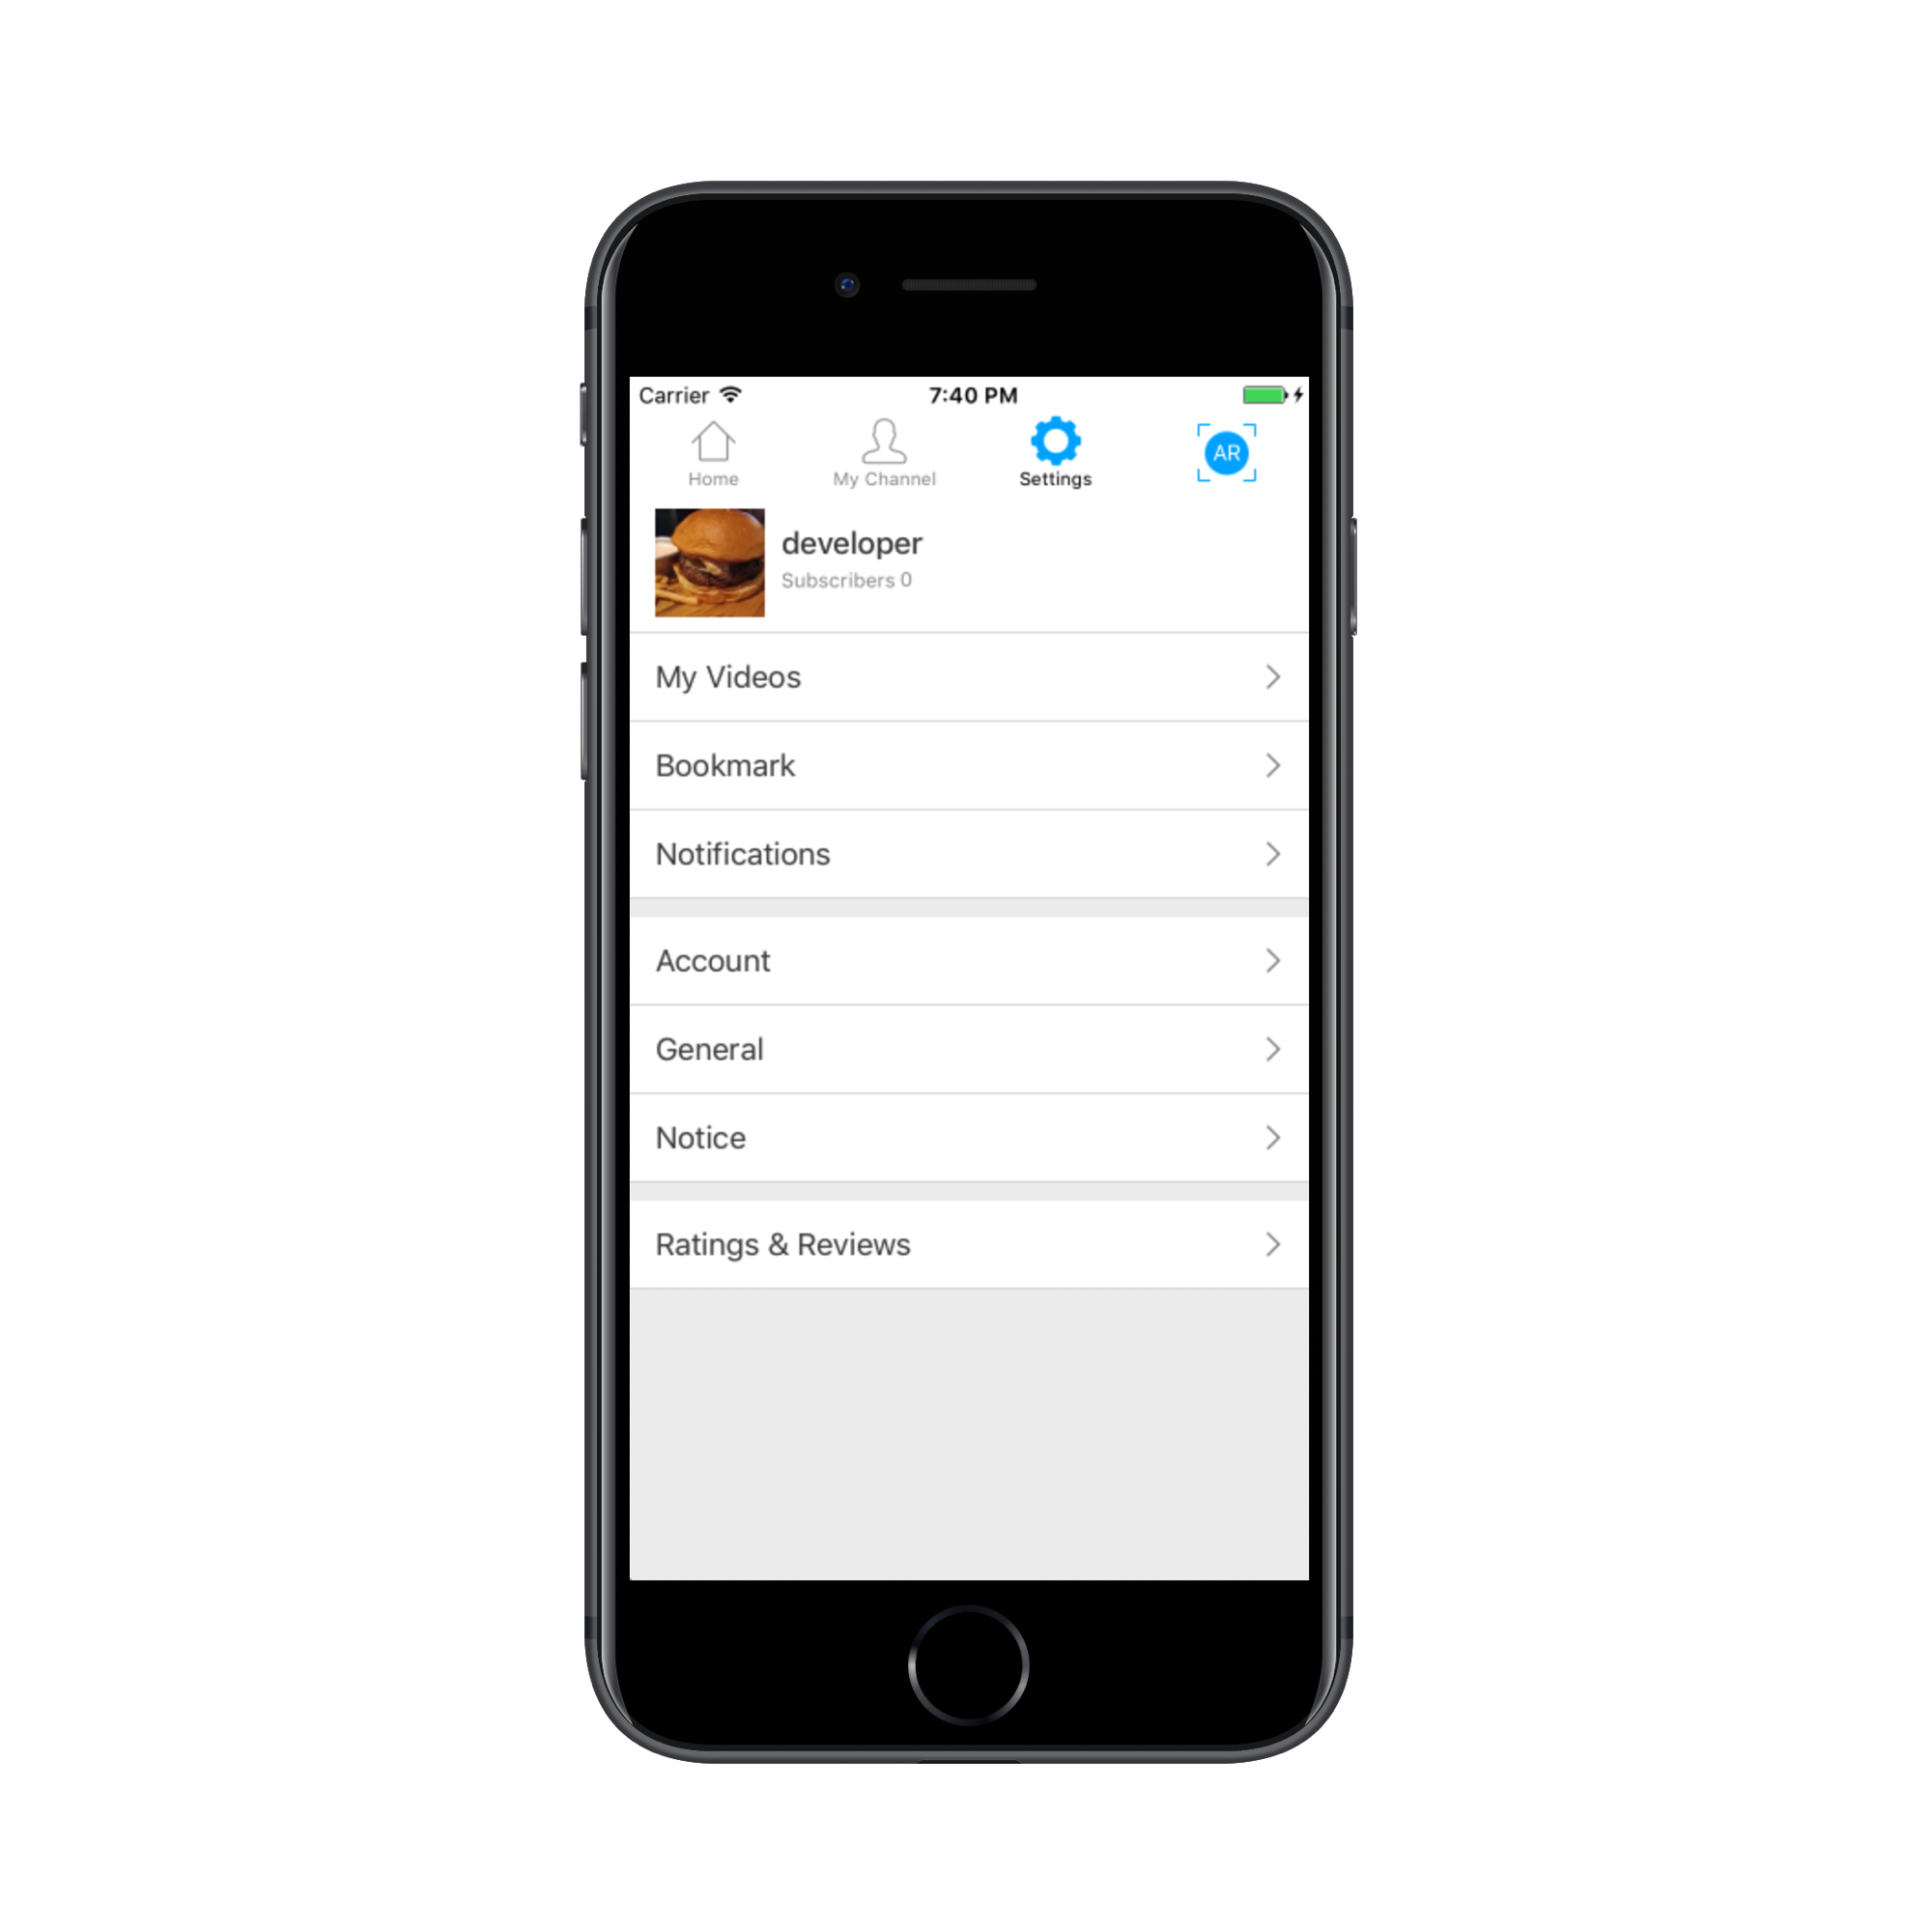 Carrier 7:40 PM
Home My Channel Settings AR
developer
Subscribers 0
My Videos
Bookmark
Notifications
Account
General
Notice
Ratings & Reviews